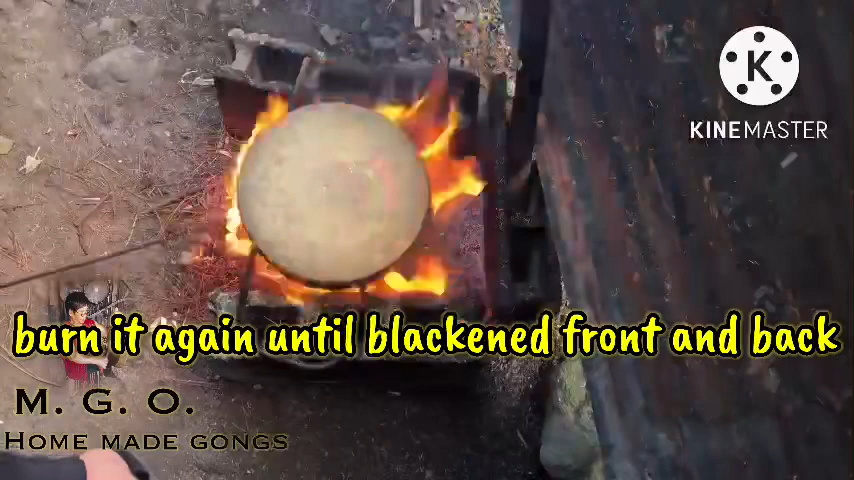 K
KINEMASTER
burn it again until blackened front and back
M. G. O.
HOME MADE GONGS